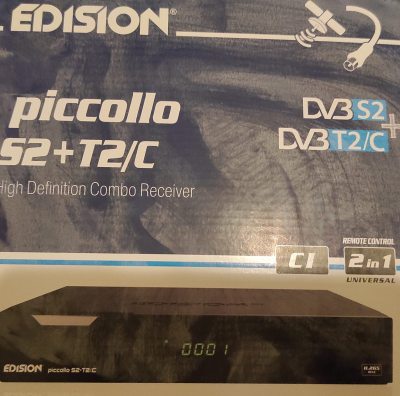 EDISION®
piccollo
S2+T2/C
High Definition Combo Receiver
DVB S2
+
DVB T2/C
CI
REMOTE CONTROL
2 in 1
UNIVERSAL
EDISION piccollo S2+T2/C
0001
H.265